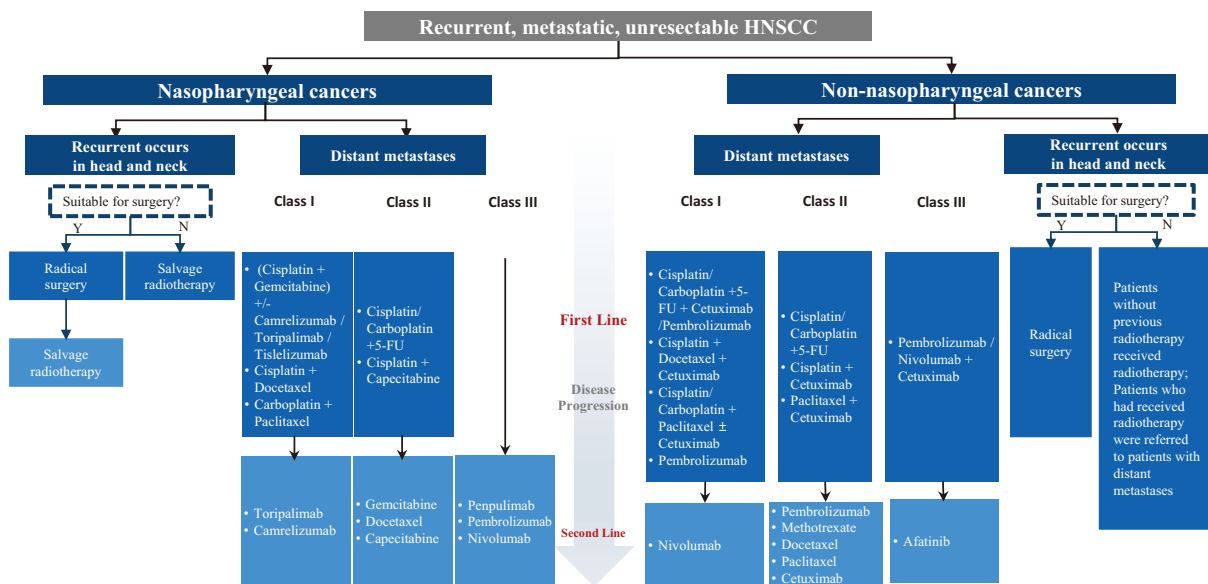 Recurrent, metastatic, unresectable HNSCC
Nasopharyngeal cancers
Non-nasopharyngeal cancers
Recurrent occurs
in head and neck
Distant metastases
Distant metastases
Recurrent occurs
in head and neck
Suitable for surgery?
Y
N
Radical
surgery
Salvage
radiotherapy
Salvage
radiotherapy
Class I
Class II
Class III
• (Cisplatin +
Gemcitabine)
+/-
Camrelizumab /
Toripalimab /
Tislelizumab
• Cisplatin +
Docetaxel
• Carboplatin +
Paclitaxel
• Cisplatin/
Carboplatin
+5-FU
• Cisplatin +
Capecitabine
• Toripalimab
• Camrelizumab
• Gemcitabine
• Docetaxel
• Capecitabine
• Penpulimab
• Pembrolizumab
• Nivolumab
First Line
Disease
Progression
Second Line
Class I
Class II
Class III
• Cisplatin/
Carboplatin +5-
FU + Cetuximab
/Pembrolizumab
• Cisplatin +
Docetaxel +
Cetuximab
• Cisplatin/
Carboplatin +
Paclitaxel ±
Cetuximab
• Pembrolizumab
• Cisplatin/
Carboplatin
+5-FU
• Cisplatin +
Cetuximab
• Paclitaxel +
Cetuximab
• Pembrolizumab /
Nivolumab +
Cetuximab
• Nivolumab
• Pembrolizumab
• Methotrexate
• Docetaxel
• Paclitaxel
• Cetuximab
• Afatinib
Suitable for surgery?
Y
N
Radical
surgery
Patients
without
previous
radiotherapy
received
radiotherapy;
Patients who
had received
radiotherapy
were referred
to patients with
distant
metastases